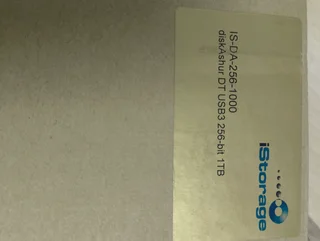 iStorage
IS-DA-256-1000
diskAshur DT USB3 256-bit 1TB